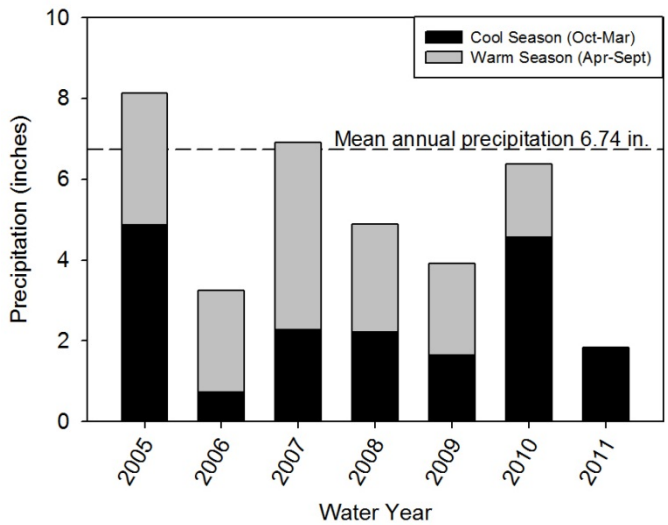 10
8
6
4
2
0
Precipitation (inches)
Cool Season (Oct-Mar)
Warm Season (Apr-Sept)
Mean annual precipitation 6.74 in.
2005
2006
2007
2008
2009
2010
2011
Water Year